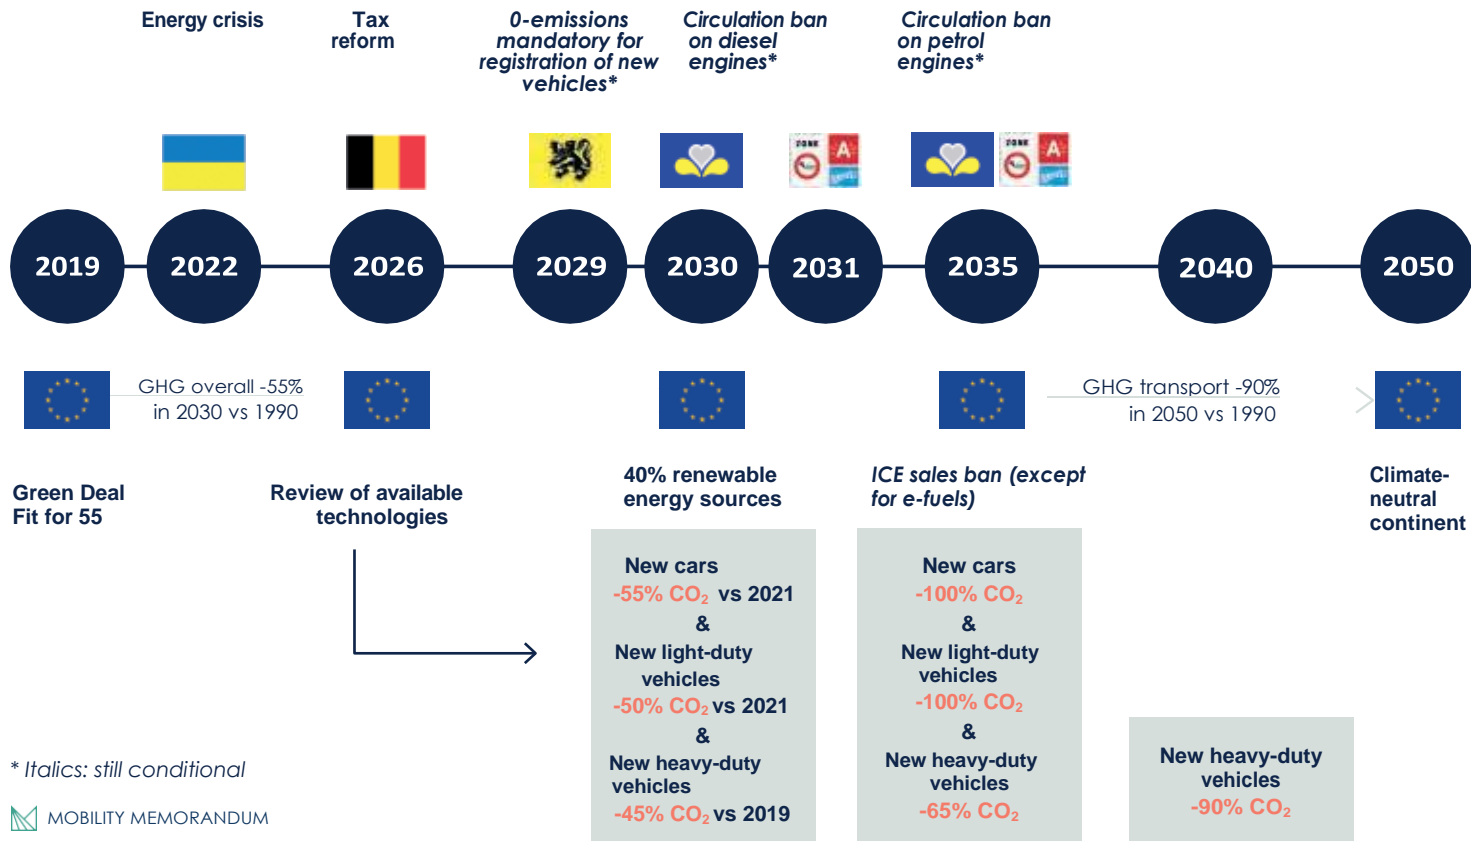 Energy crisis
Tax
reform
0-emissions
mandatory for
registration of new
vehicles*
Circulation ban
on diesel
engines*
Circulation ban
on petrol
engines*
ZONE
A
ZONE
A
2019
2022
2026
2029
2030
2031
2035
2040
2050
GHG overall -55%
in 2030 vs 1990
GHG transport -90%
in 2050 vs 1990
Green Deal
Fit for 55
Review of available
technologies
40% renewable
energy sources
ICE sales ban (except
for e-fuels)
Climate-
neutral
continent
New cars
-55% CO₂ vs 2021
&
New light-duty
vehicles
-50% CO₂ vs 2021
&
New heavy-duty
vehicles
-45% CO₂ vs 2019
New cars
-100% CO₂
&
New light-duty
vehicles
-100% CO₂
&
New heavy-duty
vehicles
-65% CO₂
New heavy-duty
vehicles
-90% CO₂
* Italics: still conditional
MOBILITY MEMORANDUM